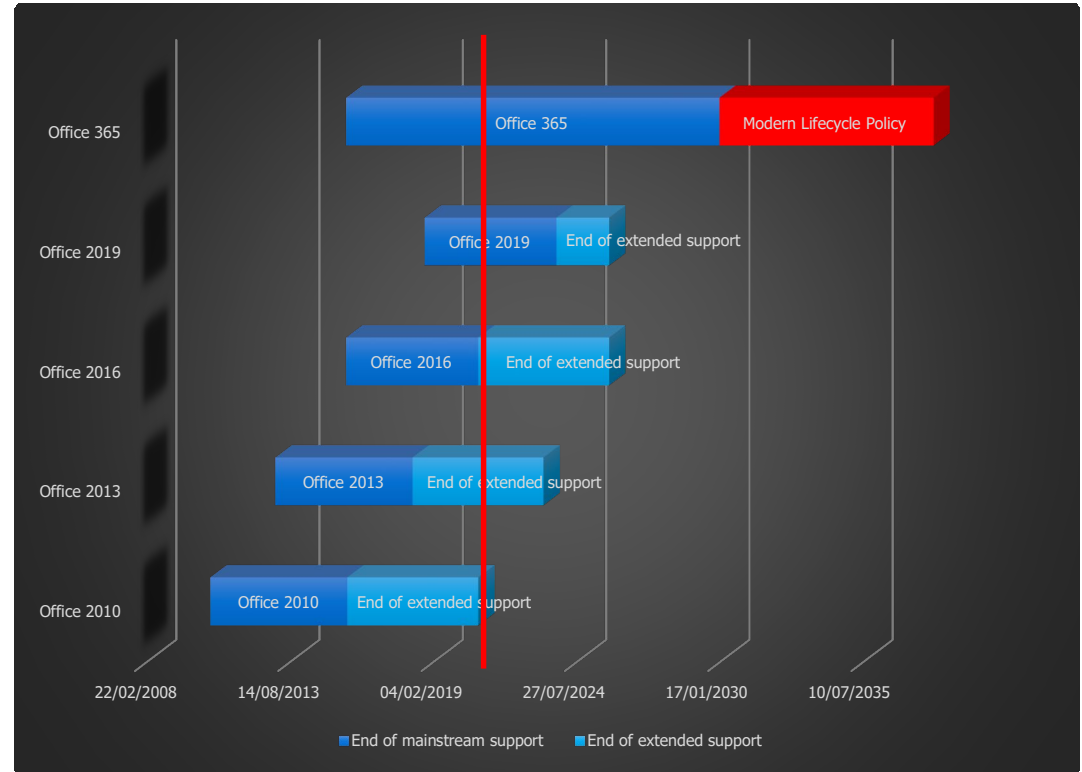 Office 365
Office 365
Modern Lifecycle Policy
Office 2019
Office 2019
End of extended support
Office 2016
Office 2016
End of extended support
Office 2013
Office 2013
End of extended support
Office 2010
Office 2010
End of extended support
22/02/2008
14/08/2013
04/02/2019
27/07/2024
17/01/2030
10/07/2035
End of mainstream support
End of extended support